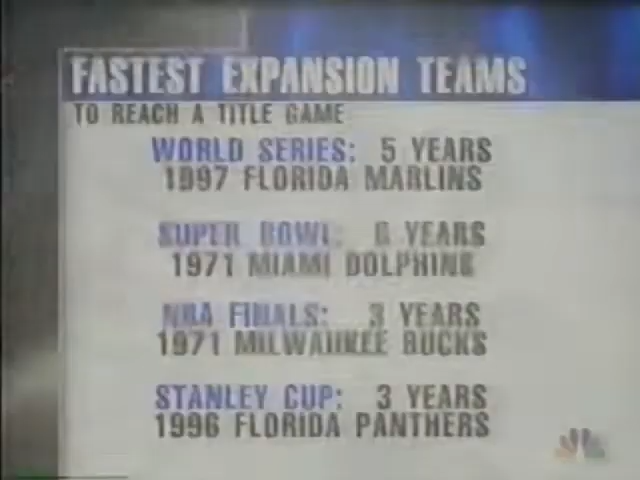 FASTEST EXPANSION TEAMS
TO REACH A TITLE GAME
WORLD SERIES: 5 YEARS
1997 FLORIDA MARLINS
SUPER BOWL: 6 YEARS
1971 MIAMI DOLPHINS
NBA FINALS: 3 YEARS
1971 MILWAUKEE BUCKS
STANLEY CUP: 3 YEARS
1996 FLORIDA PANTHERS